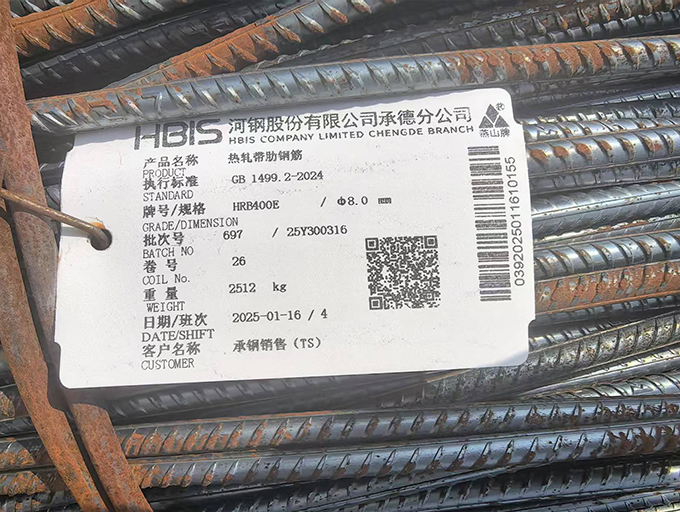 HBIS 河钢股份有限公司承德分公司
HBIS COMPANY LIMITED CHENGDE BRANCH
燕山牌
产品名称 热轧带肋钢筋
PRODUCT
执行标准 GB 1499.2-2024
STANDARD
牌号/规格 HRB400E / Φ8.0 mm
GRADE/DIMENSION
批次号 697 / 25Y300316
BATCH NO
卷号 26
COIL No.
重量 2512 kg
WEIGHT
日期/班次 2025-01-16 / 4
DATE/SHIFT
客户名称 承钢销售(TS)
CUSTOMER
0392025011610155